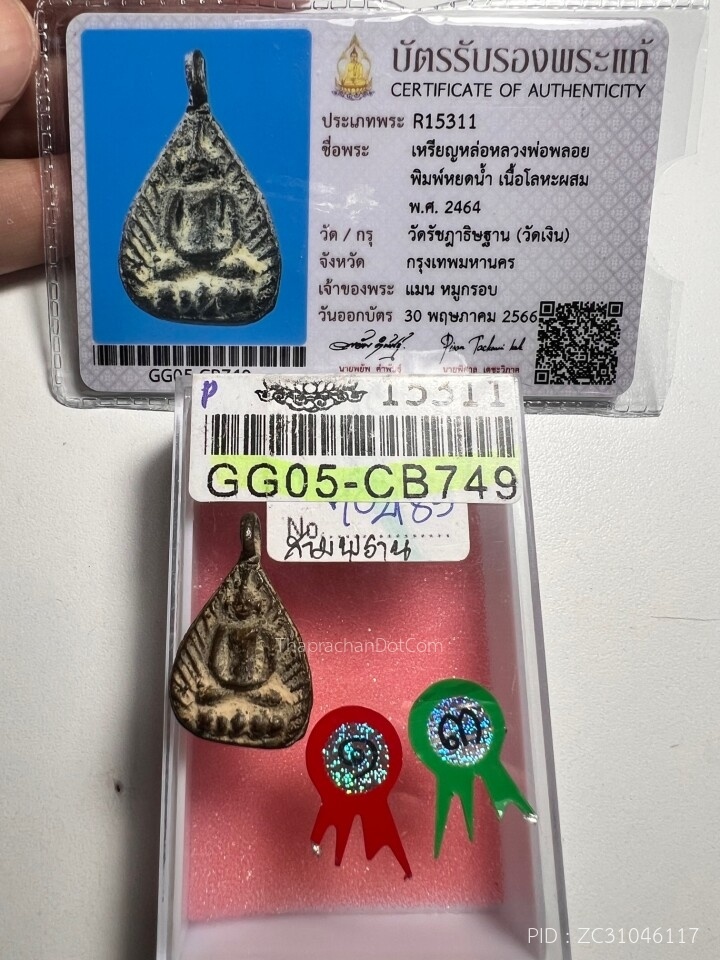 บัตรรับรองพระแท้
CERTIFICATE OF AUTHENTICITY
ประเภทพระ R15311
ชื่อพระ เหรียญหล่อหลวงพ่อพลอย
พิมพ์หยดน้ำ เนื้อโลหะผสม
พ.ศ. 2464
วัด / กรุ วัดรัชฎาธิษฐาน (วัดเงิน)
จังหวัด กรุงเทพมหานคร
เจ้าของพระ แมน หมูกรอบ
วันออกบัตร 30 พฤษภาคม 2566
GG05-CB749
P 15311
GG05-CB749
No
ThaprachanDotCom
๑
๓
PID : ZC31046117